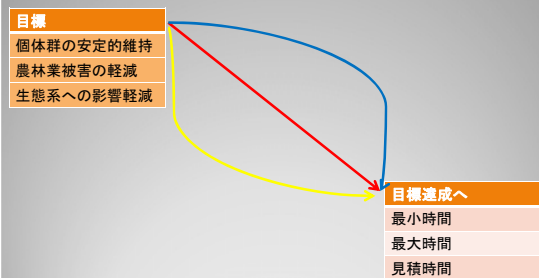 目標
個体群の安定的維持
農林業被害の軽減
生態系への影響軽減
目標達成へ
最小時間
最大時間
見積時間